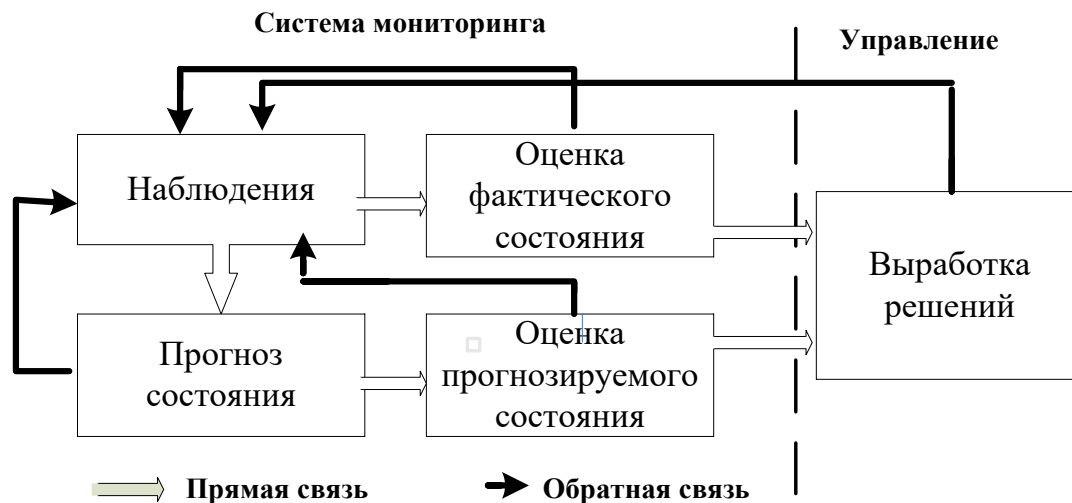 Система мониторинга
Управление
Наблюдения
Оценка
фактического
состояния
Выработка
решений
Прогноз
состояния
Оценка
прогнозируемого
состояния
Прямая связь
Обратная связь